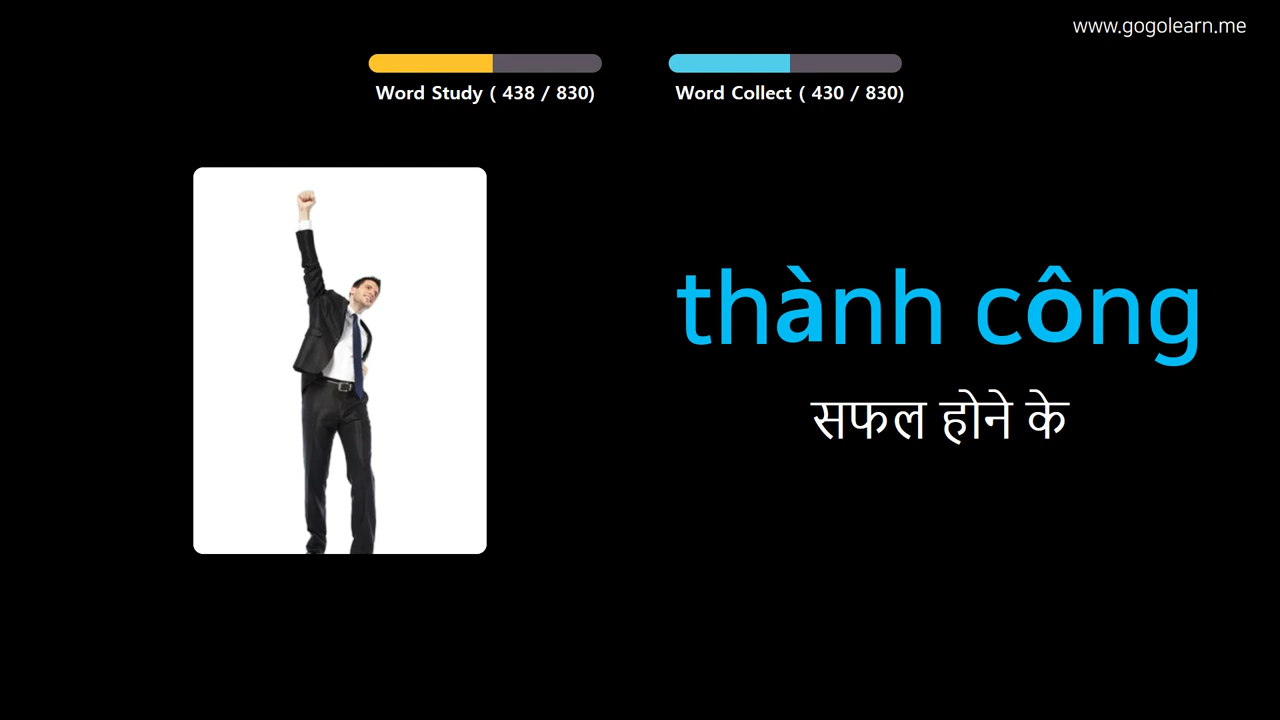 www.gogolearn.me
Word Study ( 438 / 830)
Word Collect ( 430 / 830)
thành công
सफल होने के